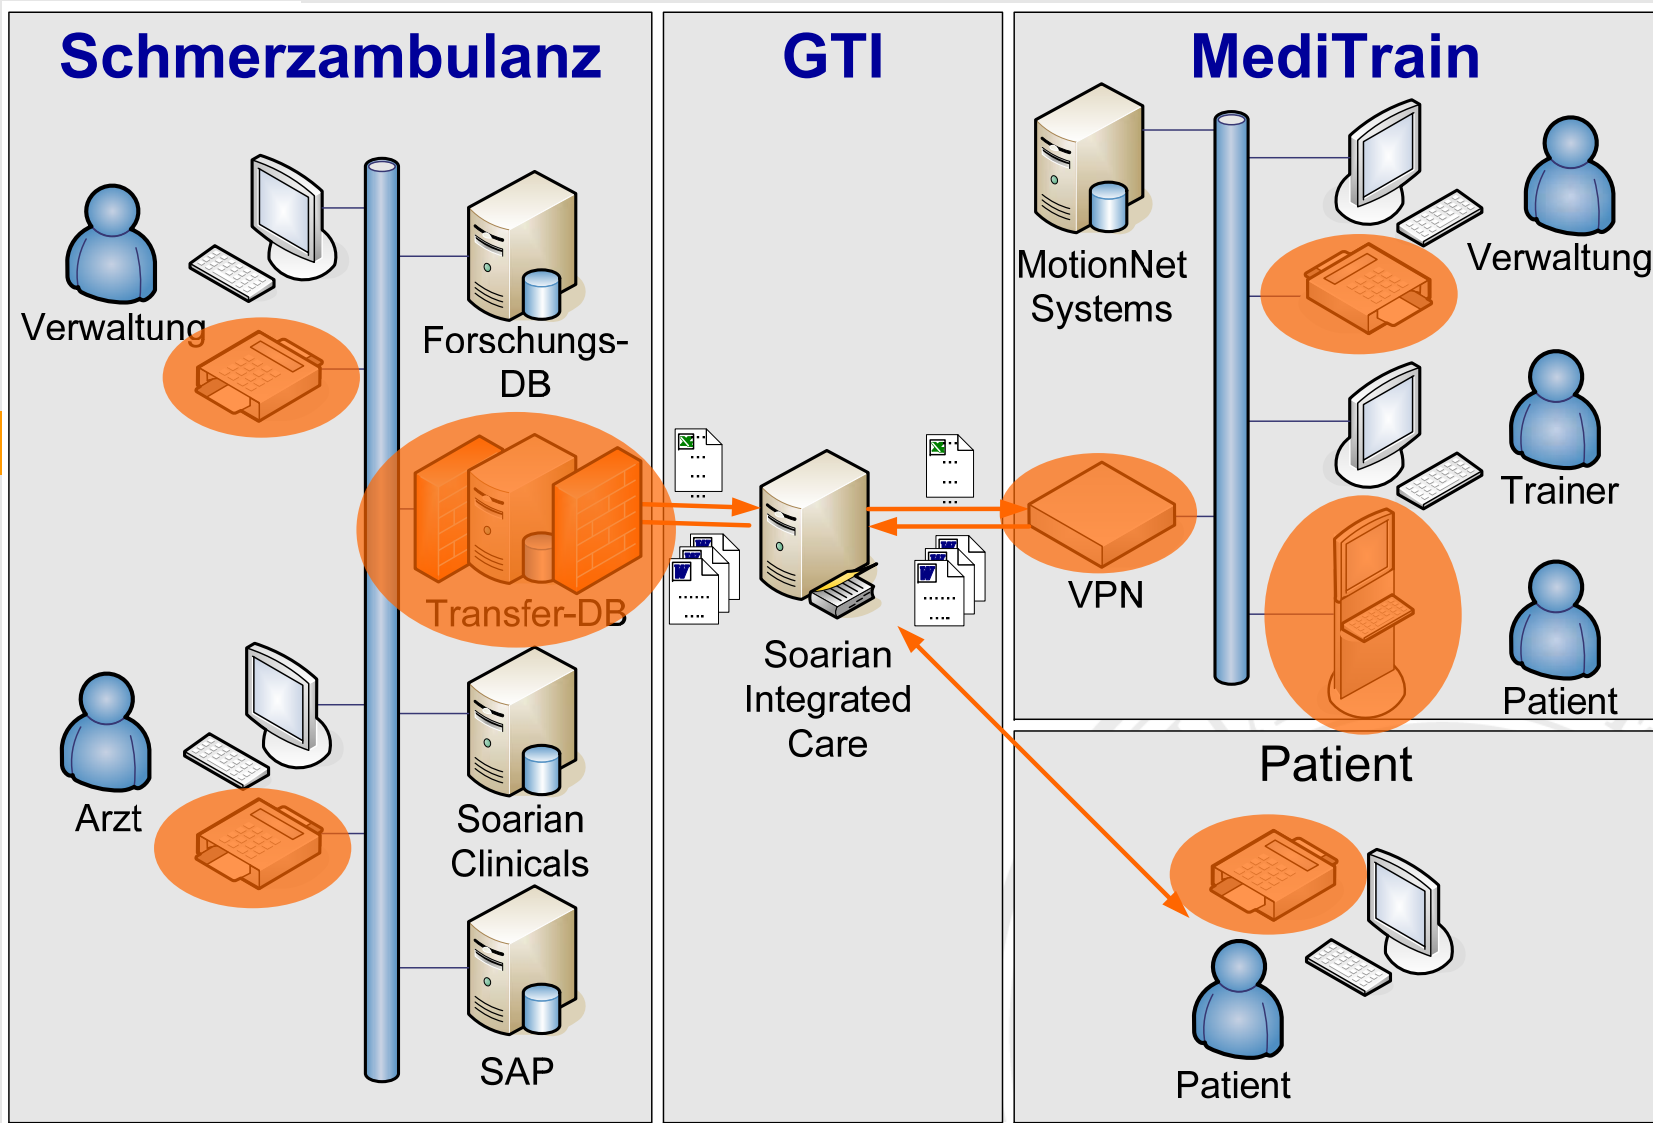 Schmerzambulanz
Verwaltung
Forschungs-
DB
Transfer-DB
Arzt
Soarian
Clinicals
SAP
GTI
Soarian
Integrated
Care
MediTrain
MotionNet
Systems
Verwaltung
Trainer
VPN
Patient
Patient
Patient